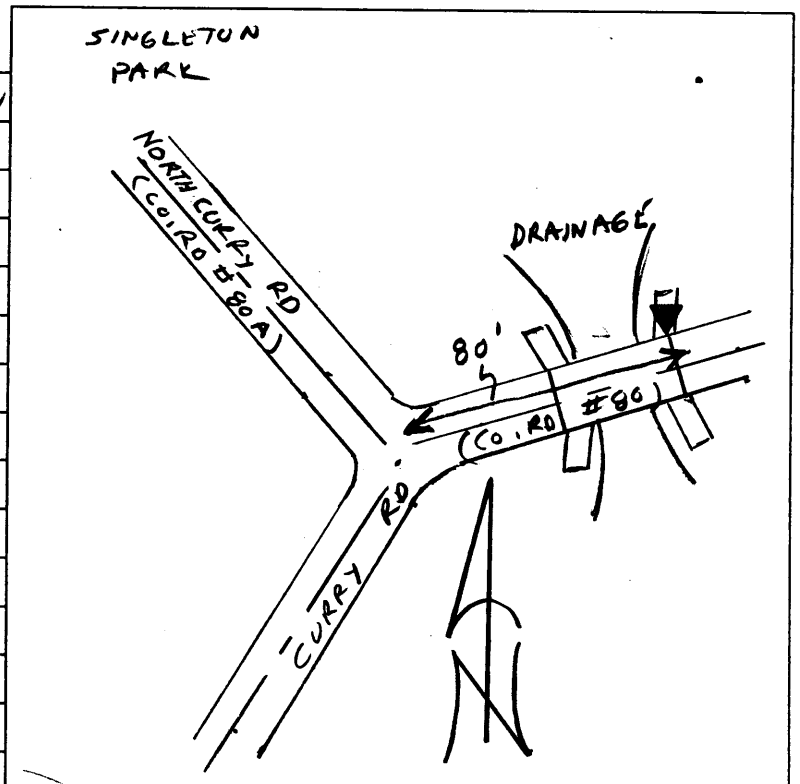 SINGLETON
PARK
NORTH CURRY RD
(CO. RD # 80A)
DRAINAGE
80'
(CO. RD # 80)
CURRY RD
N